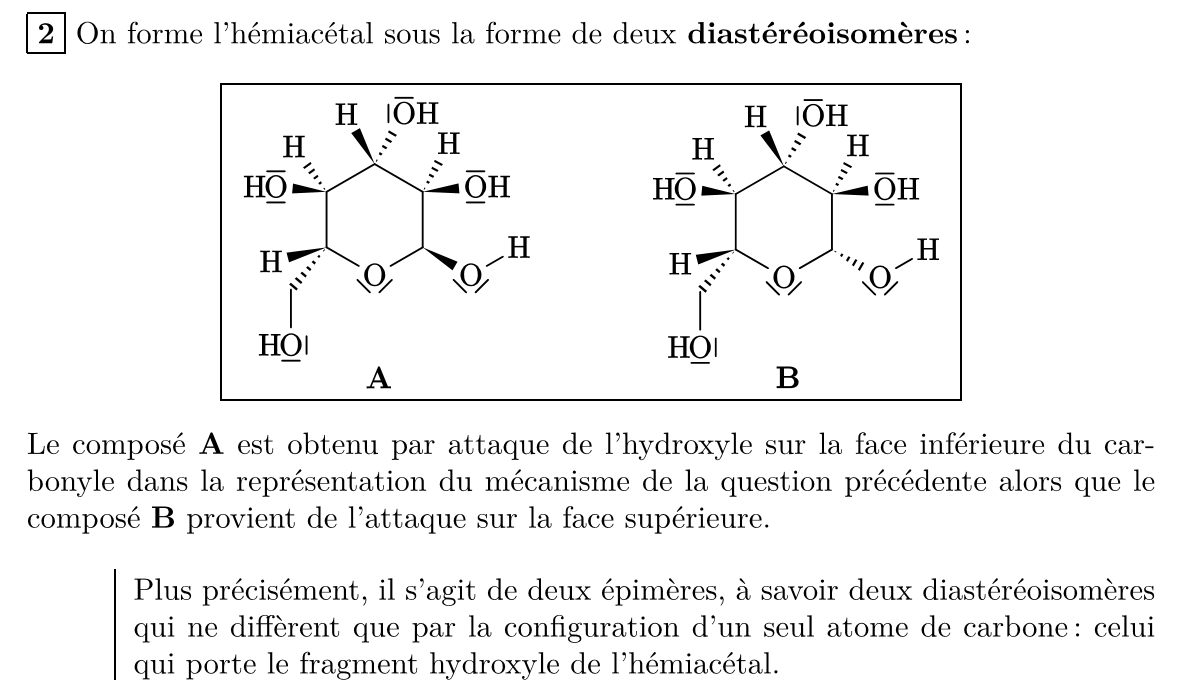 2 On forme l'hémiacétal sous la forme de deux diastéréoisomères :
H OH H OH
H H H H
HO OH HO OH
H H H H
O O O O
HO HO
A B
Le composé A est obtenu par attaque de l'hydroxyle sur la face inférieure du car-
bonyle dans la représentation du mécanisme de la question précédente alors que le
composé B provient de l'attaque sur la face supérieure.
Plus précisément, il s'agit de deux épimères, à savoir deux diastéréoisomères
qui ne diffèrent que par la configuration d'un seul atome de carbone : celui
qui porte le fragment hydroxyle de l'hémiacétal.